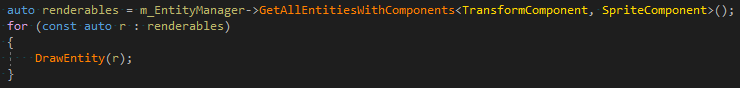 auto renderables = m_EntityManager->GetAllEntitiesWithComponents<TransformComponent, SpriteComponent>();
for (const auto r : renderables)
{
    DrawEntity(r);
}